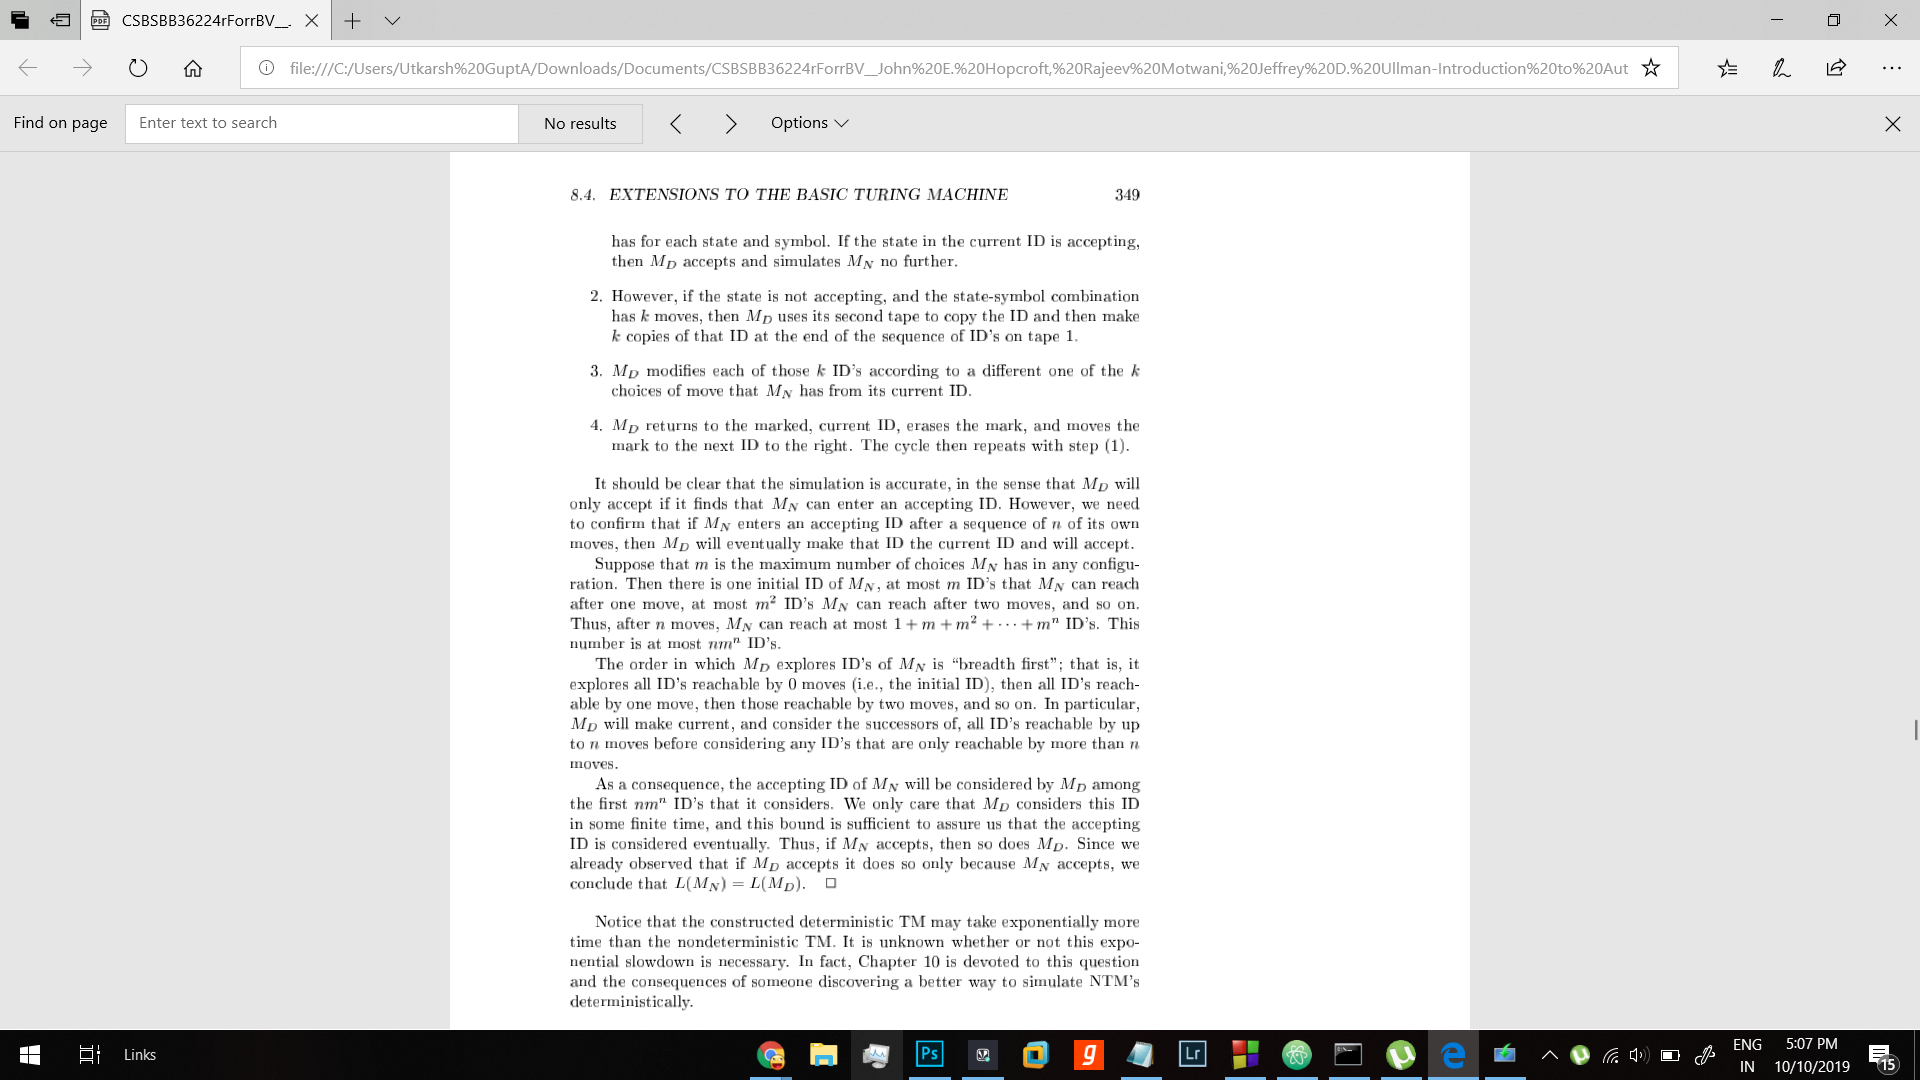 CSBSBB36224rForrBV__.
file:///C:/Users/Utkarsh%20GuptA/Downloads/Documents/CSBSBB36224rForrBV__John%20E.%20Hopcroft,%20Rajeev%20Motwani,%20Jeffrey%20D.%20Ullman-Introduction%20to%20Aut
Find on page
Enter text to search
No results
Options
8.4. EXTENSIONS TO THE BASIC TURING MACHINE 349
has for each state and symbol. If the state in the current ID is accepting,
then M_D accepts and simulates M_N no further.
2. However, if the state is not accepting, and the state-symbol combination
has k moves, then M_D uses its second tape to copy the ID and then make
k copies of that ID at the end of the sequence of ID's on tape 1.
3. M_D modifies each of those k ID's according to a different one of the k
choices of move that M_N has from its current ID.
4. M_D returns to the marked, current ID, erases the mark, and moves the
mark to the next ID to the right. The cycle then repeats with step (1).
It should be clear that the simulation is accurate, in the sense that M_D will
only accept if it finds that M_N can enter an accepting ID. However, we need
to confirm that if M_N enters an accepting ID after a sequence of n of its own
moves, then M_D will eventually make that ID the current ID and will accept.
Suppose that m is the maximum number of choices M_N has in any configu-
ration. Then there is one initial ID of M_N, at most m ID's that M_N can reach
after one move, at most m² ID's M_N can reach after two moves, and so on.
Thus, after n moves, M_N can reach at most 1 + m + m² + ··· + mⁿ ID's. This
number is at most nmⁿ ID's.
The order in which M_D explores ID's of M_N is "breadth first"; that is, it
explores all ID's reachable by 0 moves (i.e., the initial ID), then all ID's reach-
able by one move, then those reachable by two moves, and so on. In particular,
M_D will make current, and consider the successors of, all ID's reachable by up
to n moves before considering any ID's that are only reachable by more than n
moves.
As a consequence, the accepting ID of M_N will be considered by M_D among
the first nmⁿ ID's that it considers. We only care that M_D considers this ID
in some finite time, and this bound is sufficient to assure us that the accepting
ID is considered eventually. Thus, if M_N accepts, then so does M_D. Since we
already observed that if M_D accepts it does so only because M_N accepts, we
conclude that L(M_N) = L(M_D). □
Notice that the constructed deterministic TM may take exponentially more
time than the nondeterministic TM. It is unknown whether or not this expo-
nential slowdown is necessary. In fact, Chapter 10 is devoted to this question
and the consequences of someone discovering a better way to simulate NTM's
deterministically.
Links
Ps
g
Lr
ENG
IN
5:07 PM
10/10/2019
15